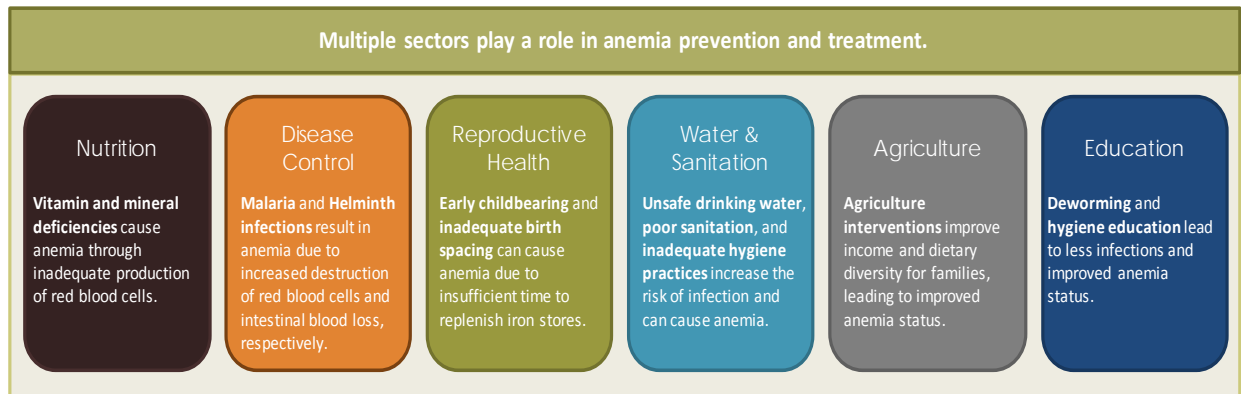 Multiple sectors play a role in anemia prevention and treatment.
Nutrition
Vitamin and mineral
deficiencies cause
anemia through
inadequate production
of red blood cells.
Disease
Control
Malaria and Helminth
infections result in
anemia due to
increased destruction
of red blood cells and
intestinal blood loss,
respectively.
Reproductive
Health
Early childbearing and
inadequate birth
spacing can cause
anemia due to
insufficient time to
replenish iron stores.
Water &
Sanitation
Unsafe drinking water,
poor sanitation, and
inadequate hygiene
practices increase the
risk of infection and
can cause anemia.
Agriculture
Agriculture
interventions improve
income and dietary
diversity for families,
leading to improved
anemia status.
Education
Deworming and
hygiene education lead
to less infections and
improved anemia
status.